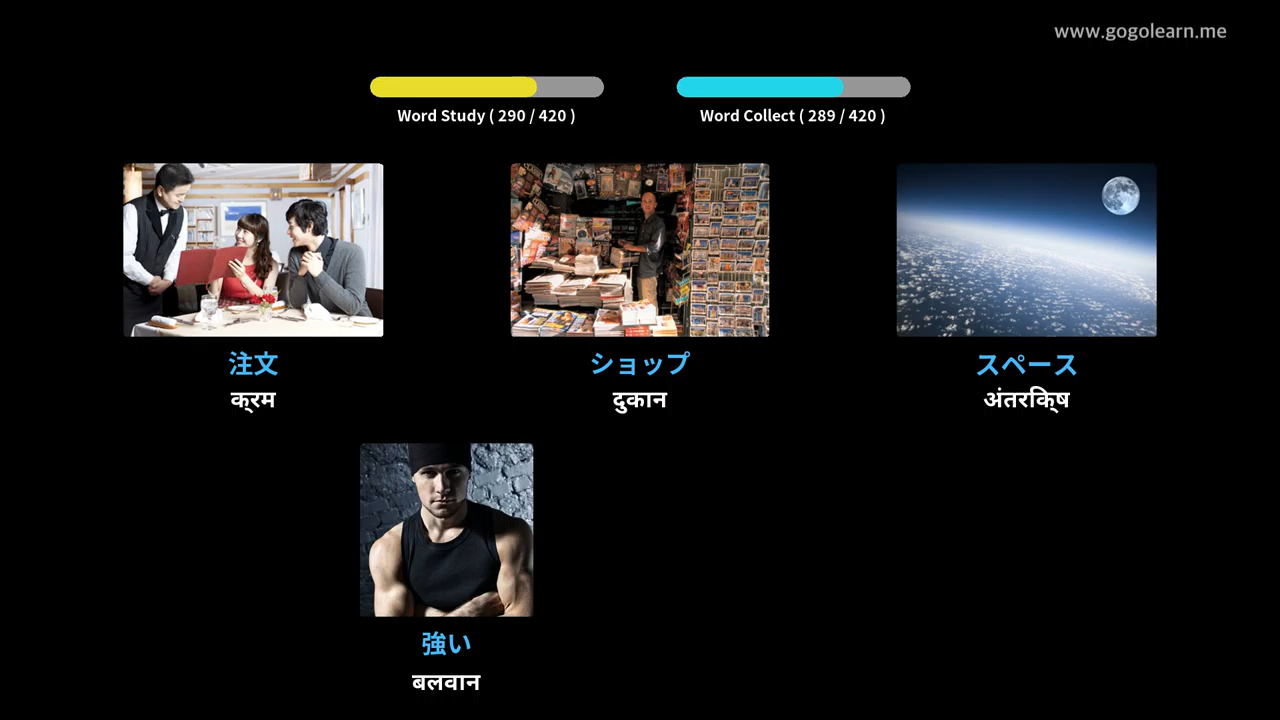 www.gogolearn.me
Word Study ( 290 / 420 )
Word Collect ( 289 / 420 )
注文
क्रम
ショップ
दुकान
スペース
अंतरिक्ष
強い
बलवान